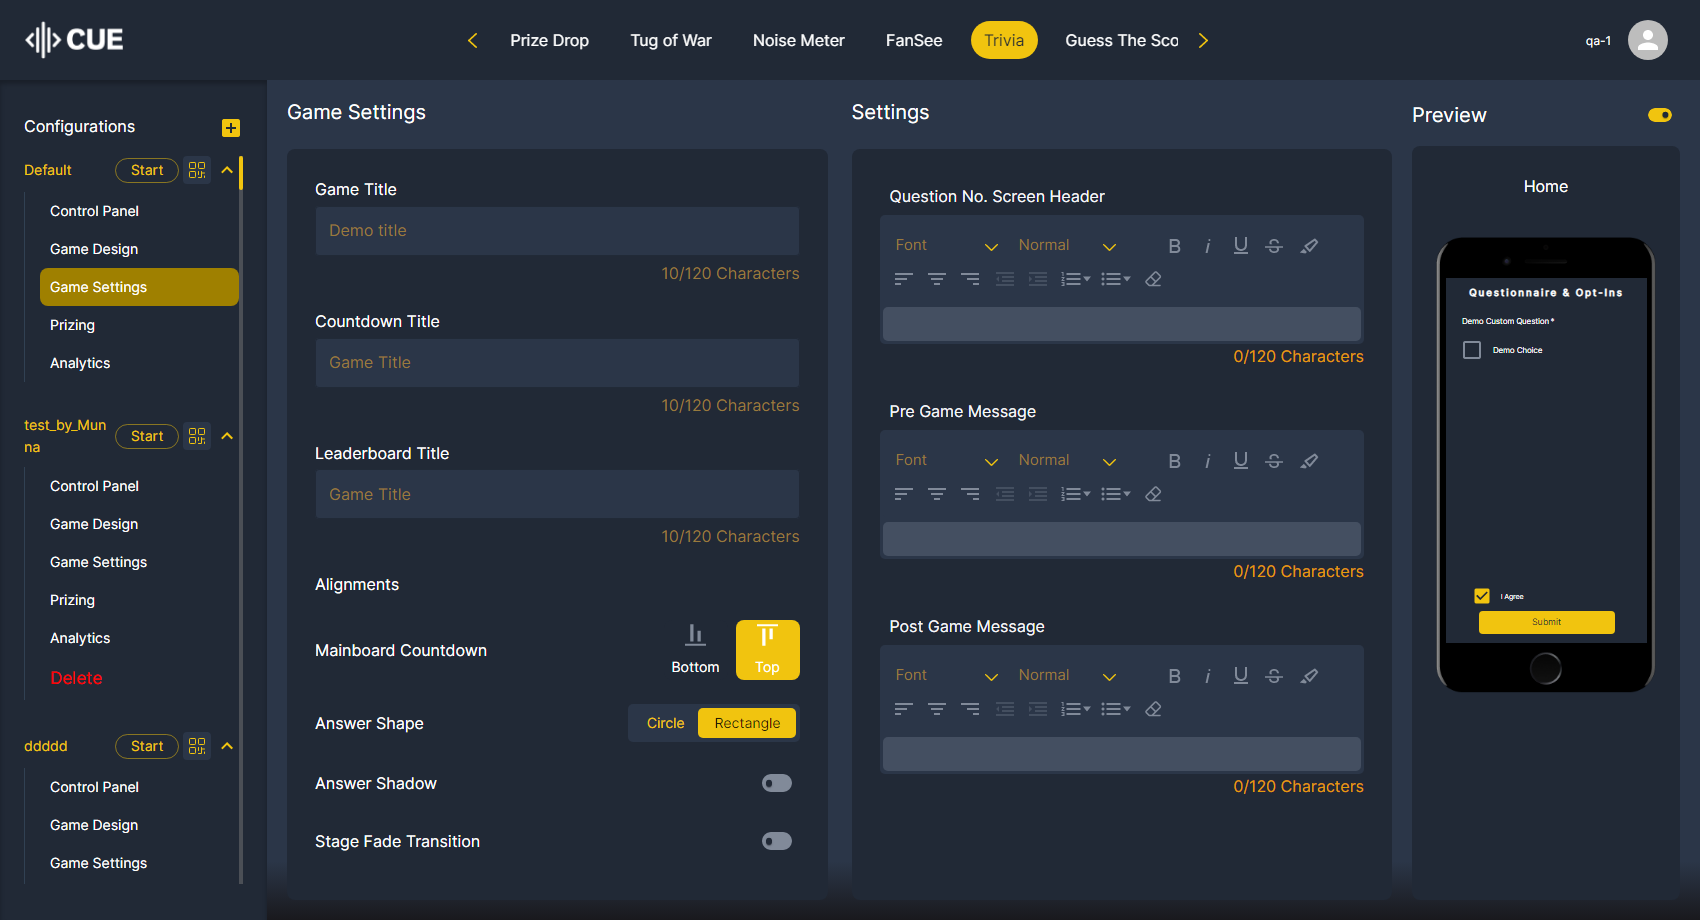 CUE
Prize Drop
Tug of War
Noise Meter
FanSee
Trivia
Guess The Sco
qa-1
Configurations
Default
Start
Control Panel
Game Design
Game Settings
Prizing
Analytics
test_by_Mun
na
Start
Control Panel
Game Design
Game Settings
Prizing
Analytics
Delete
ddddd
Start
Control Panel
Game Design
Game Settings
Game Settings
Game Title
Demo title
10/120 Characters
Countdown Title
Game Title
10/120 Characters
Leaderboard Title
Game Title
10/120 Characters
Alignments
Mainboard Countdown
Bottom
Top
Answer Shape
Circle
Rectangle
Answer Shadow
Stage Fade Transition
Settings
Question No. Screen Header
Font
Normal
0/120 Characters
Pre Game Message
Font
Normal
0/120 Characters
Post Game Message
Font
Normal
0/120 Characters
Preview
Home
Questionnaire & Opt-Ins
Demo Custom Question *
Demo Choice
I Agree
Submit